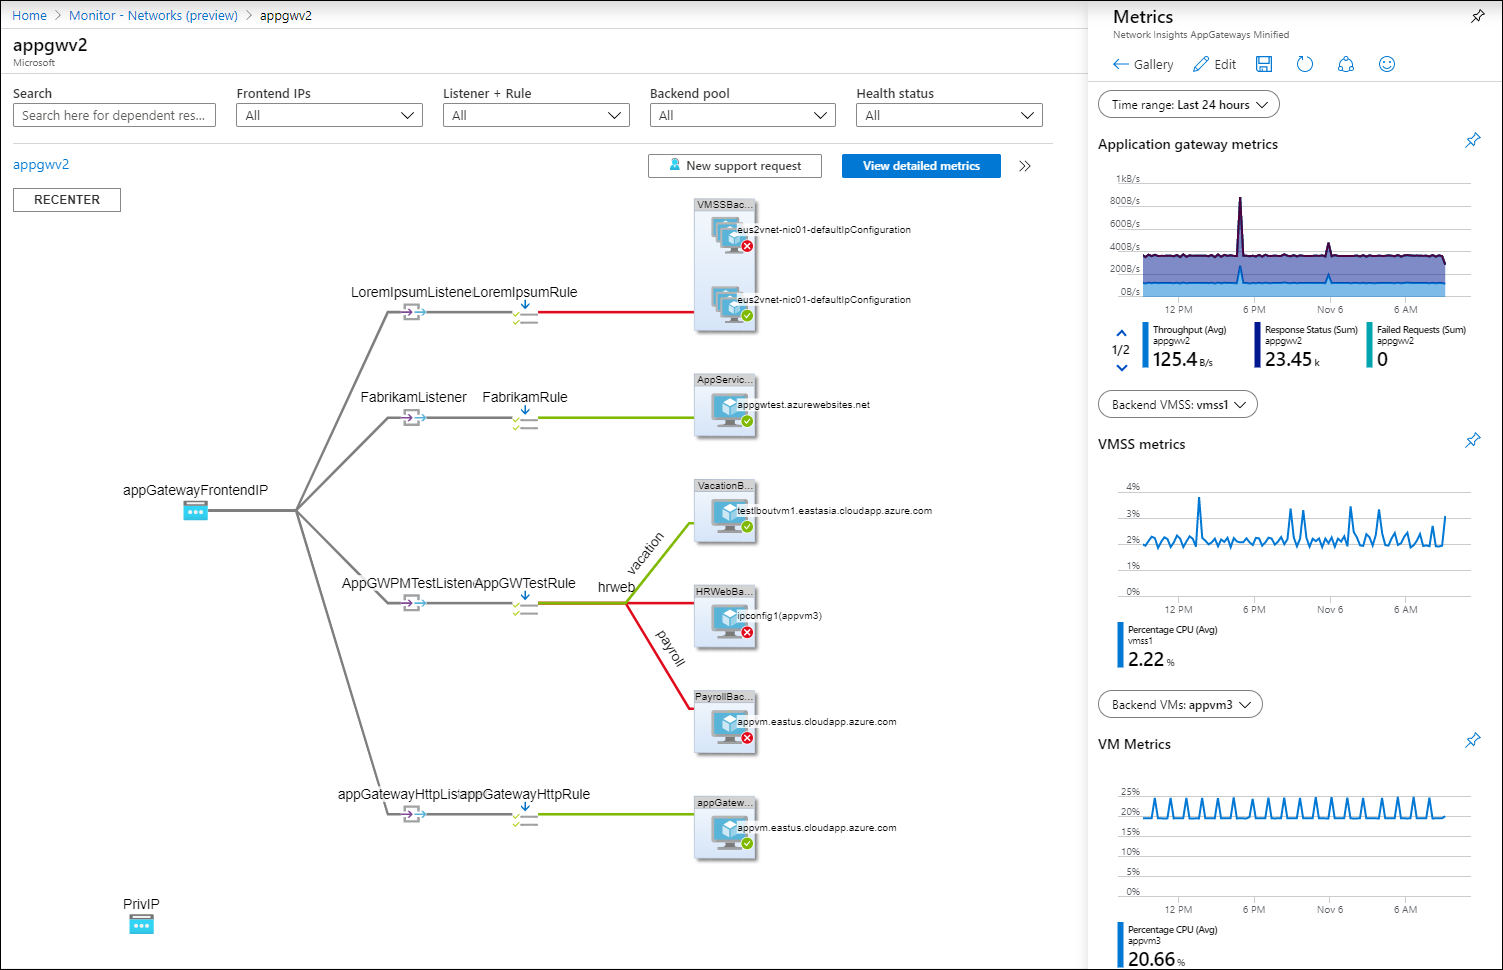 Home > Monitor - Networks (preview) > appgwv2
appgwv2
Microsoft
Search
Frontend IPs
Listener + Rule
Backend pool
Health status
Search here for dependent res...
All
All
All
All
appgwv2
New support request
View detailed metrics
RECENTER
VMSSBac...
eus2vnet-nic01-defaultIpConfiguration
eus2vnet-nic01-defaultIpConfiguration
LoremIpsumListene
LoremIpsumRule
AppServic...
appgwtest.azurewebsites.net
FabrikamListener
FabrikamRule
appGatewayFrontendIP
VacationB...
testlboutvm1.eastasia.cloudapp.azure.com
vacation
AppGWPMTestListen
AppGWTestRule
hrweb
HRWebBa...
ipconfig1(appvm3)
payroll
PayrollBac...
appvm.eastus.cloudapp.azure.com
appGatewayHttpLis
appGatewayHttpRule
appGatew...
appvm.eastus.cloudapp.azure.com
PrivIP
Metrics
Network Insights AppGateways Minified
Gallery
Edit
Time range: Last 24 hours
Application gateway metrics
1kB/s
800B/s
600B/s
400B/s
200B/s
0B/s
12 PM
6 PM
Nov 6
6 AM
1/2
Throughput (Avg)
appgwv2
125.4 B/s
Response Status (Sum)
appgwv2
23.45 k
Failed Requests (Sum)
appgwv2
0
Backend VMSS: vmss1
VMSS metrics
4%
3%
2%
1%
0%
12 PM
6 PM
Nov 6
6 AM
Percentage CPU (Avg)
vmss1
2.22 %
Backend VMs: appvm3
VM Metrics
25%
20%
15%
10%
5%
0%
12 PM
6 PM
Nov 6
6 AM
Percentage CPU (Avg)
appvm3
20.66 %